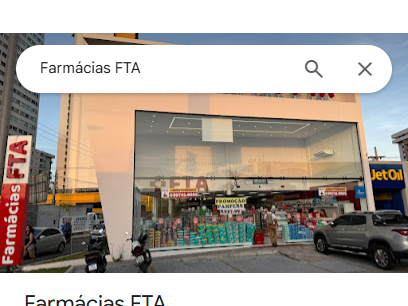 Farmácias FTA
Farmácias FTA
FTA
PROMOÇÃO
PAMPERS
JetOil
Farmácias FTA